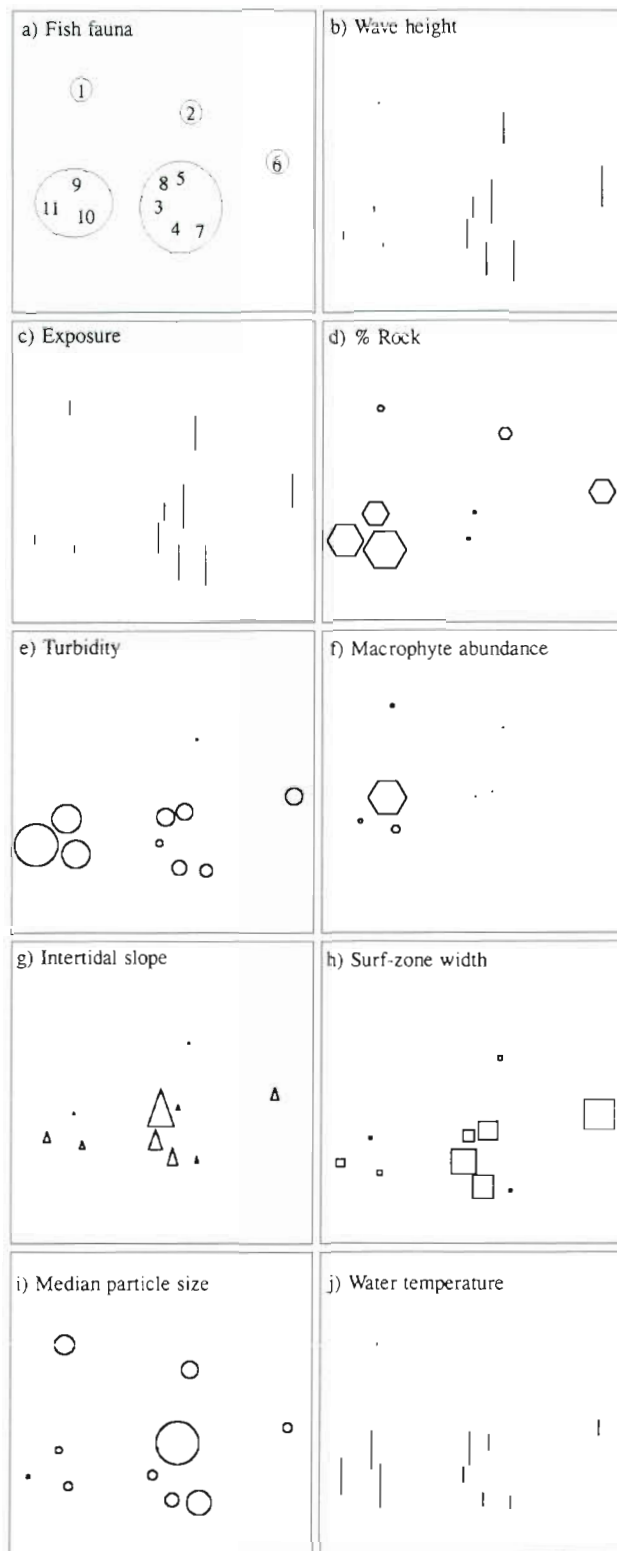 a) Fish fauna
1
2
6
9
8 5
11
10
3
4 7
b) Wave height
c) Exposure
d) % Rock
e) Turbidity
f) Macrophyte abundance
g) Intertidal slope
h) Surf-zone width
i) Median particle size
j) Water temperature